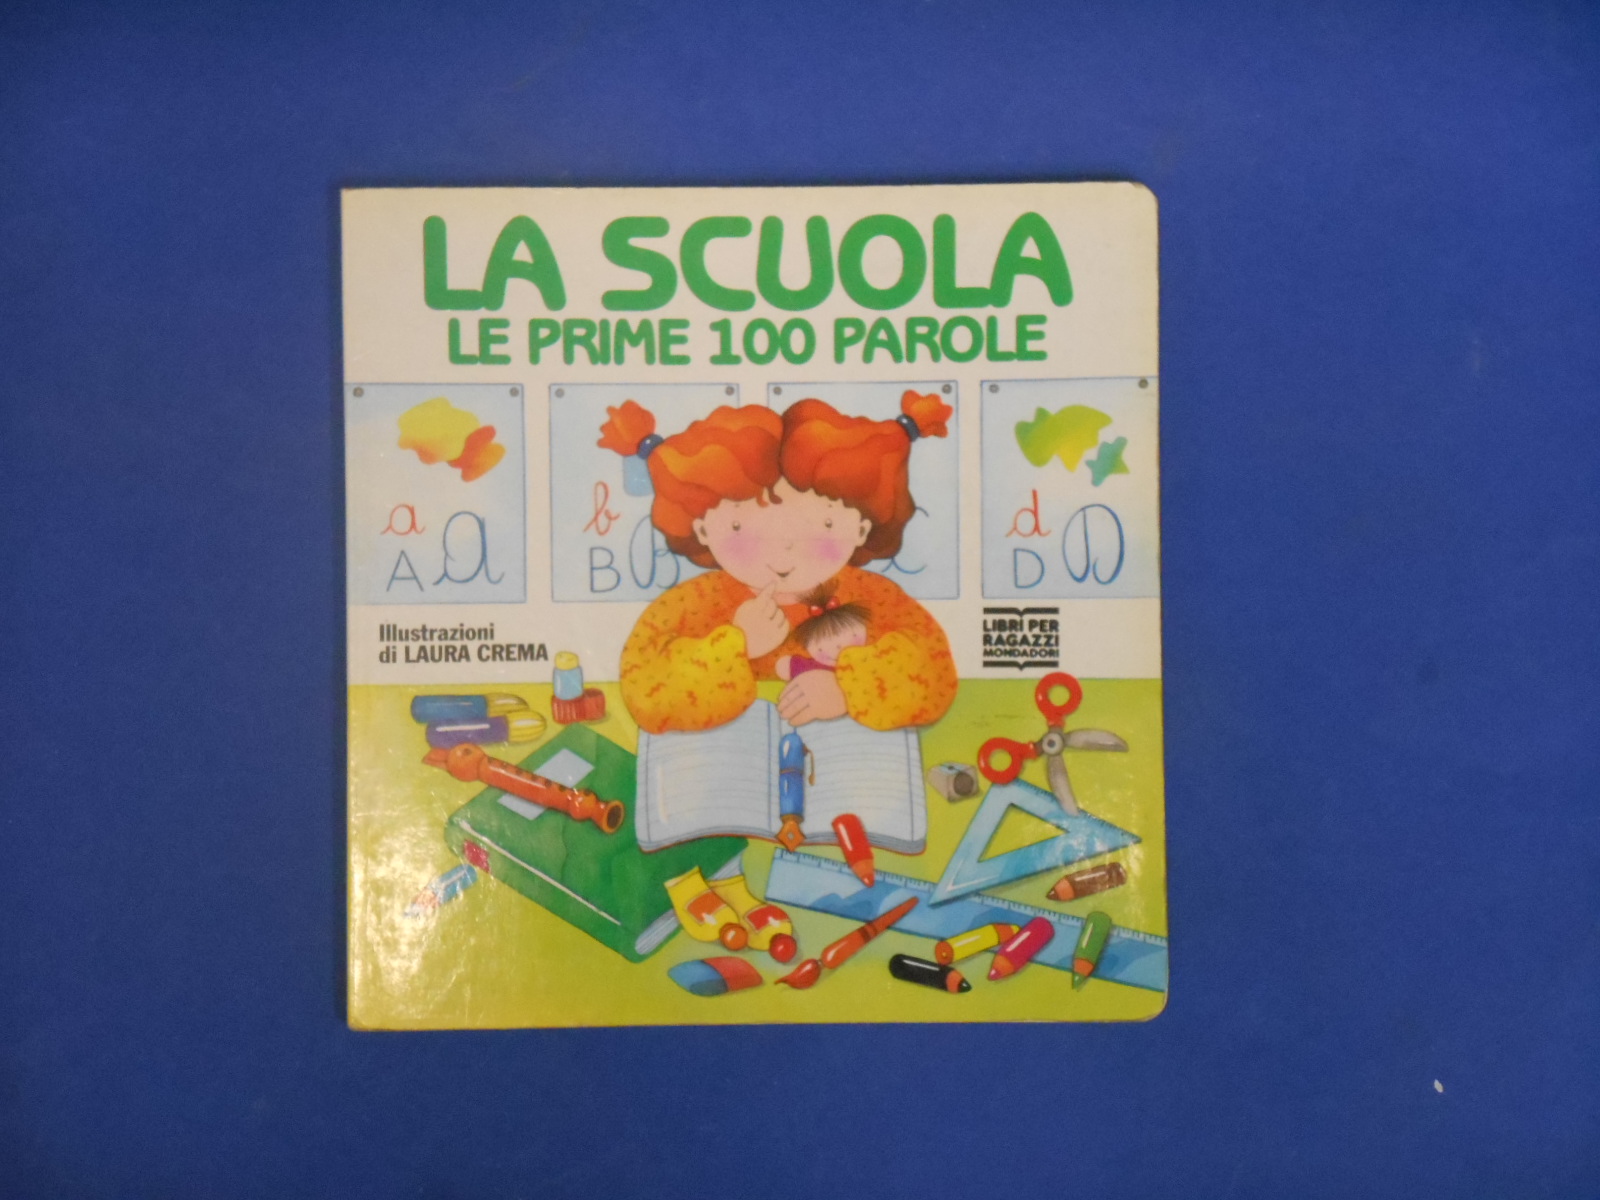 LA SCUOLA
LE PRIME 100 PAROLE
a
A a
b
B B
c
d
D D
Illustrazioni
di LAURA CREMA
LIBRI PER
RAGAZZI
MONDADORI